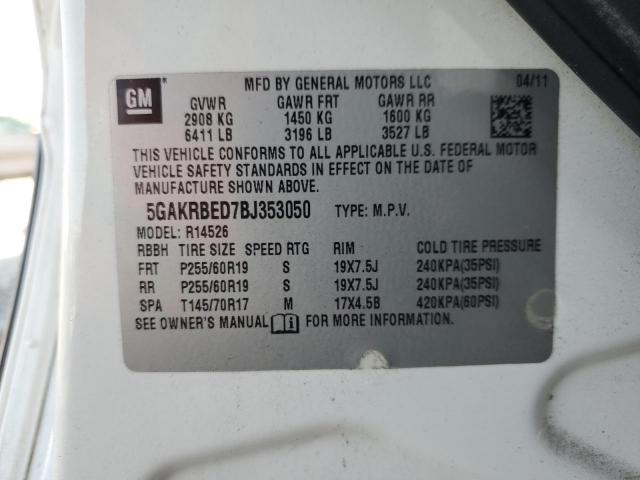 GM MFD BY GENERAL MOTORS LLC 04/11
GVWR GAWR FRT GAWR RR
2908 KG 1450 KG 1600 KG
6411 LB 3196 LB 3527 LB
THIS VEHICLE CONFORMS TO ALL APPLICABLE U.S. FEDERAL MOTOR
VEHICLE SAFETY STANDARDS IN EFFECT ON THE DATE OF
MANUFACTURE SHOWN ABOVE.
5GAKRBED7BJ353050 TYPE: M.P.V.
MODEL: R14526
RBBH TIRE SIZE SPEED RTG RIM COLD TIRE PRESSURE
FRT P255/60R19 S 19X7.5J 240KPA(35PSI)
RR P255/60R19 S 19X7.5J 240KPA(35PSI)
SPA T145/70R17 M 17X4.5B 420KPA(60PSI)
SEE OWNER'S MANUAL FOR MORE INFORMATION.